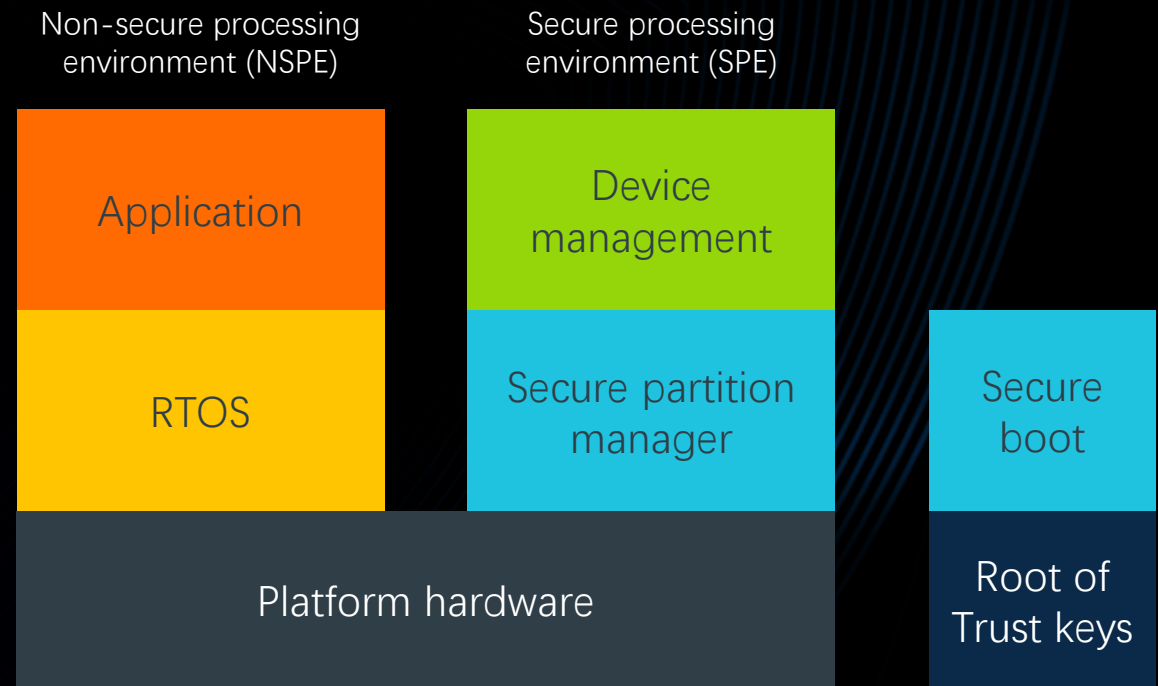 Non-secure processing
environment (NSPE)
Secure processing
environment (SPE)
Application
Device
management
RTOS
Secure partition
manager
Secure
boot
Platform hardware
Root of
Trust keys